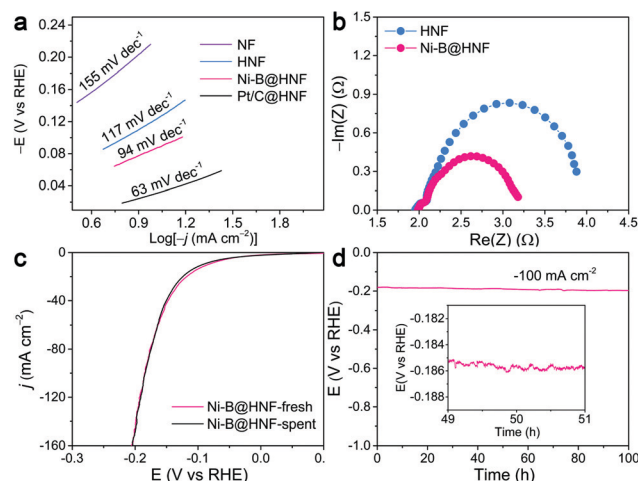 a
-E (V vs RHE)
0.24
0.20
0.16
0.12
0.08
0.04
155 mV dec⁻¹
117 mV dec⁻¹
94 mV dec⁻¹
63 mV dec⁻¹
NF
HNF
Ni-B@HNF
Pt/C@HNF
0.6 0.9 1.2 1.5 1.8
Log[-j (mA cm⁻²)]
b
-Im(Z) (Ω)
1.5
1.2
0.9
0.6
0.3
0.0
HNF
Ni-B@HNF
1.5 2.0 2.5 3.0 3.5 4.0 4.5
Re(Z) (Ω)
c
j (mA cm⁻²)
0
-40
-80
-120
-160
Ni-B@HNF-fresh
Ni-B@HNF-spent
-0.3 -0.2 -0.1 0.0 0.
E (V vs RHE)
d
E (V vs RHE)
0.0
-0.2
-0.4
-0.6
-0.8
-1.0
-100 mA cm⁻²
E(V vs RHE)
-0.182
-0.184
-0.186
-0.188
49 50 51
Time (h)
0 20 40 60 80 100
Time (h)